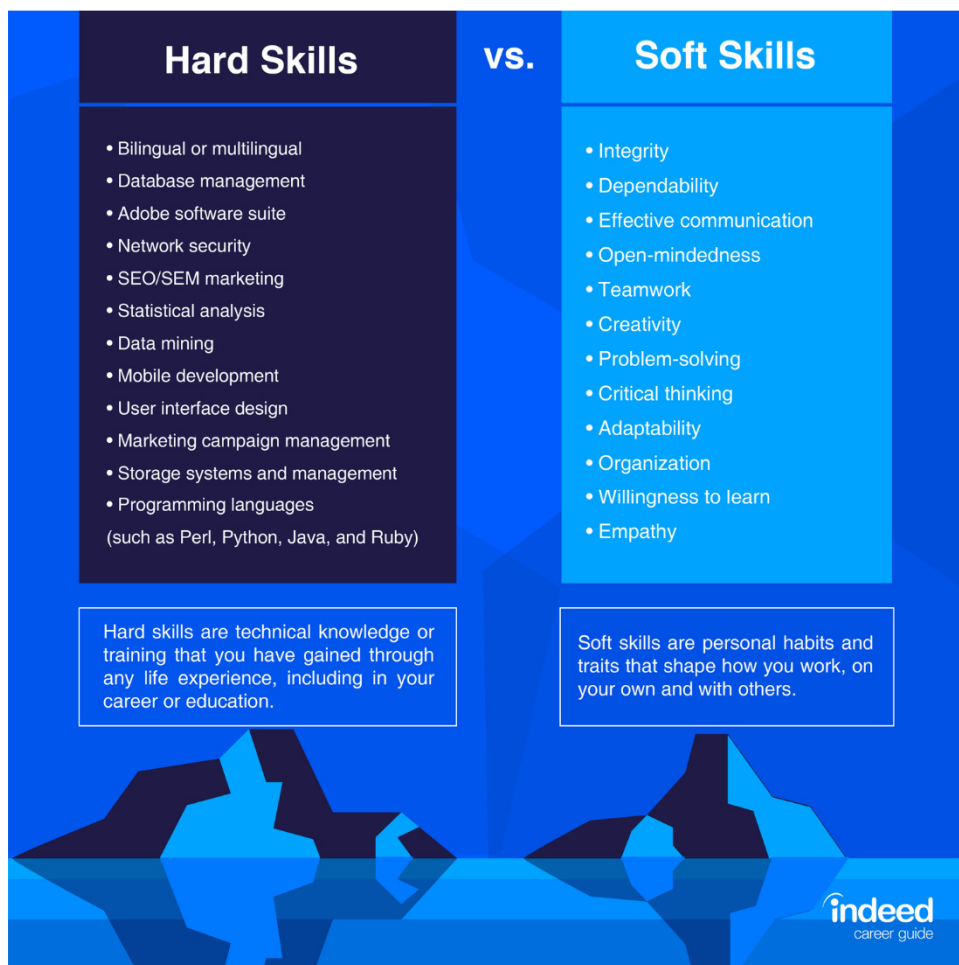 Hard Skills
vs.
Soft Skills
• Bilingual or multilingual
• Database management
• Adobe software suite
• Network security
• SEO/SEM marketing
• Statistical analysis
• Data mining
• Mobile development
• User interface design
• Marketing campaign management
• Storage systems and management
• Programming languages
(such as Perl, Python, Java, and Ruby)
• Integrity
• Dependability
• Effective communication
• Open-mindedness
• Teamwork
• Creativity
• Problem-solving
• Critical thinking
• Adaptability
• Organization
• Willingness to learn
• Empathy
Hard skills are technical knowledge or
training that you have gained through
any life experience, including in your
career or education.
Soft skills are personal habits and
traits that shape how you work, on
your own and with others.
indeed
career guide